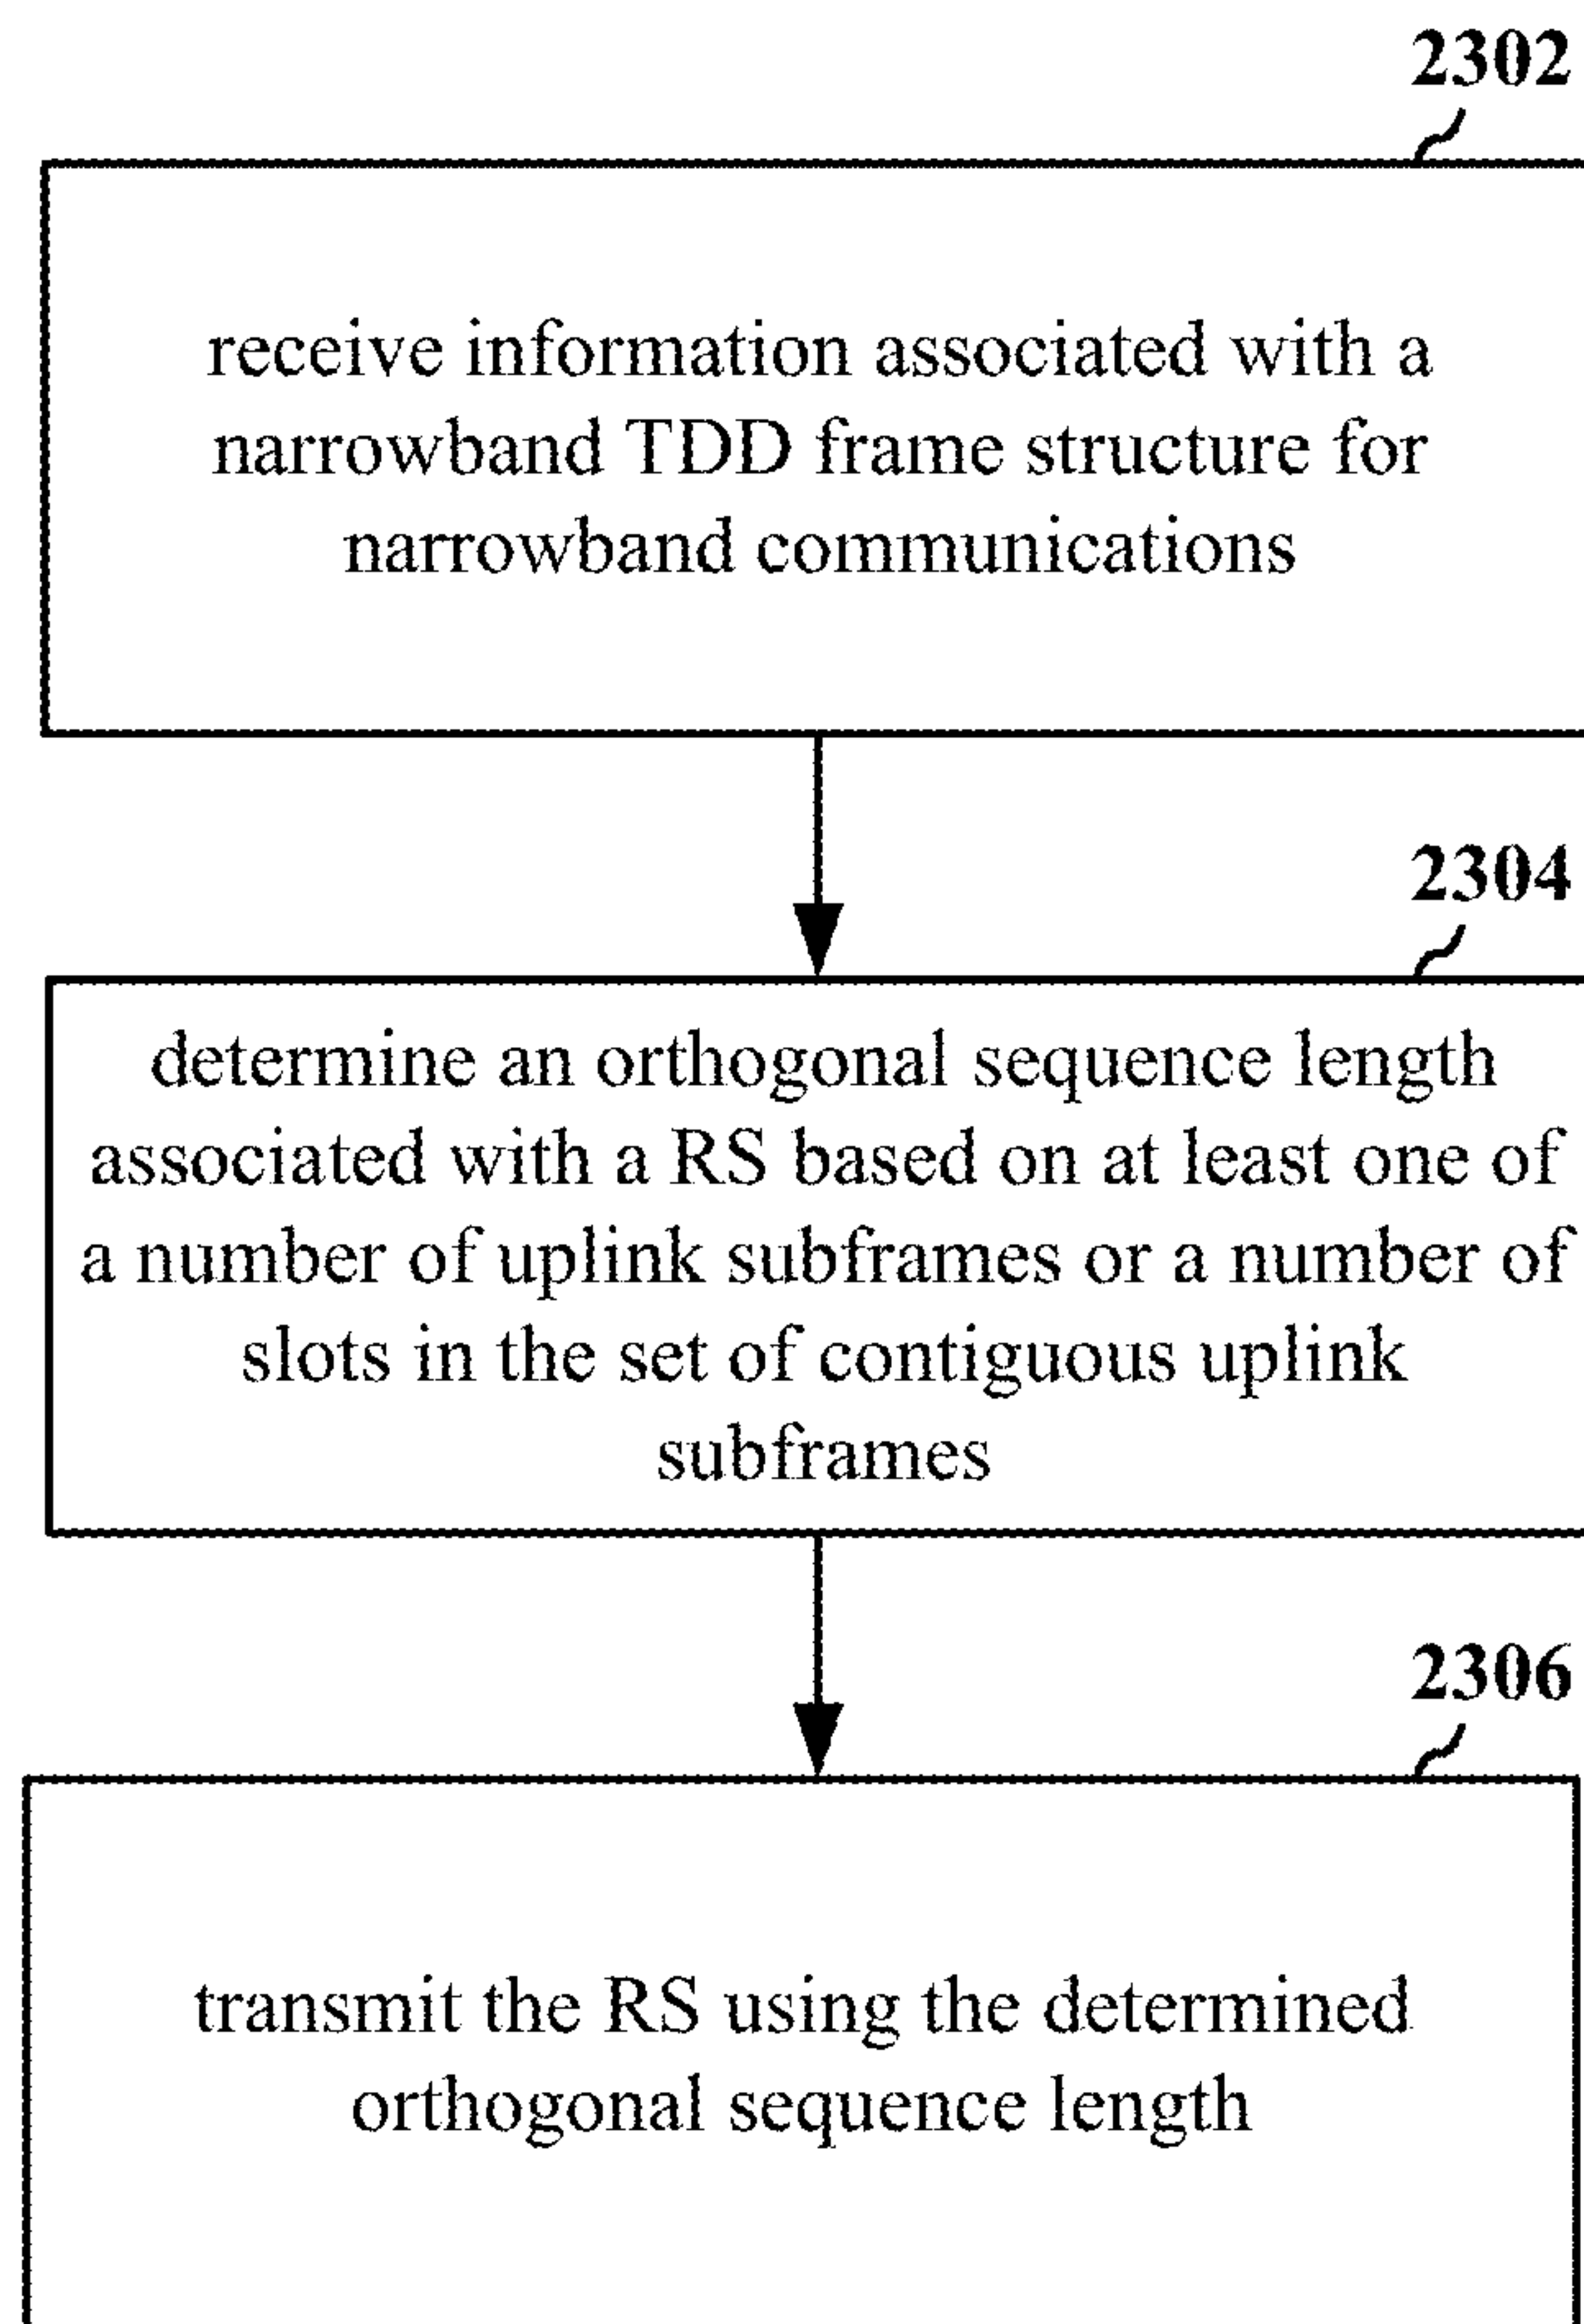 2302
receive information associated with a
narrowband TDD frame structure for
narrowband communications
2304
determine an orthogonal sequence length
associated with a RS based on at least one of
a number of uplink subframes or a number of
slots in the set of contiguous uplink
subframes
2306
transmit the RS using the determined
orthogonal sequence length